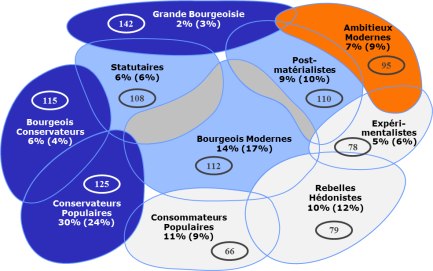 142
Grande Bourgeoisie
2% (3%)
Ambitieux
Modernes
7% (9%)
95
Statutaires
6% (6%)
108
Post-
matérialistes
9% (10%)
110
115
Bourgeois
Conservateurs
6% (4%)
Expéri-
mentalistes
5% (6%)
78
Bourgeois Modernes
14% (17%)
112
125
Conservateurs
Populaires
30% (24%)
Rebelles
Hédonistes
10% (12%)
79
Consommateurs
Populaires
11% (9%)
66